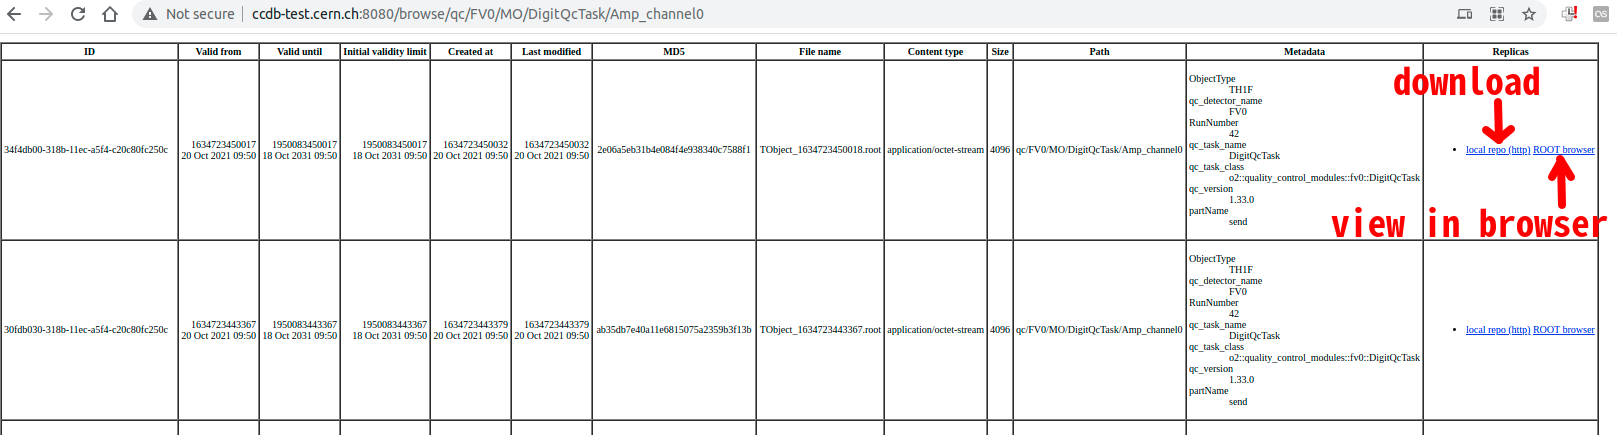 Not secure | ccdb-test.cern.ch:8080/browse/qc/FV0/MO/DigitQcTask/Amp_channel0
ID Valid from Valid until Initial validity limit Created at Last modified MD5 File name Content type Size Path Metadata Replicas
34f4db00-318b-11ec-a5f4-c20c80fc250c
1634723450017
20 Oct 2021 09:50
1950083450017
18 Oct 2031 09:50
1950083450017
18 Oct 2031 09:50
1634723450032
20 Oct 2021 09:50
1634723450032
20 Oct 2021 09:50
2e06a5eb31b4e084f4e938340c7588f1
TObject_1634723450018.root
application/octet-stream
4096
qc/FV0/MO/DigitQcTask/Amp_channel0
ObjectType
TH1F
qc_detector_name
FV0
RunNumber
42
qc_task_name
DigitQcTask
qc_task_class
o2::quality_control_modules::fv0::DigitQcTask
qc_version
1.33.0
partName
send
download
• local repo (http) ROOT browser
view in browser
30fdb030-318b-11ec-a5f4-c20c80fc250c
1634723443367
20 Oct 2021 09:50
1950083443367
18 Oct 2031 09:50
1950083443367
18 Oct 2031 09:50
1634723443379
20 Oct 2021 09:50
1634723443379
20 Oct 2021 09:50
ab35db7e40a11e6815075a2359b3f13b
TObject_1634723443367.root
application/octet-stream
4096
qc/FV0/MO/DigitQcTask/Amp_channel0
ObjectType
TH1F
qc_detector_name
FV0
RunNumber
42
qc_task_name
DigitQcTask
qc_task_class
o2::quality_control_modules::fv0::DigitQcTask
qc_version
1.33.0
partName
send
• local repo (http) ROOT browser